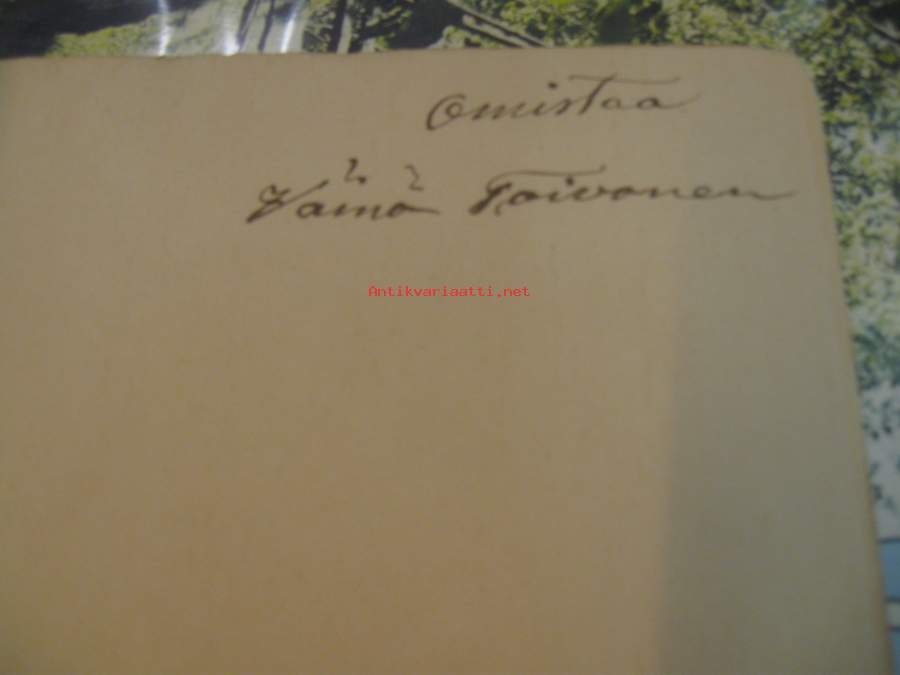 Omistaa
Väinö Toivonen
Antikvariaatti.net